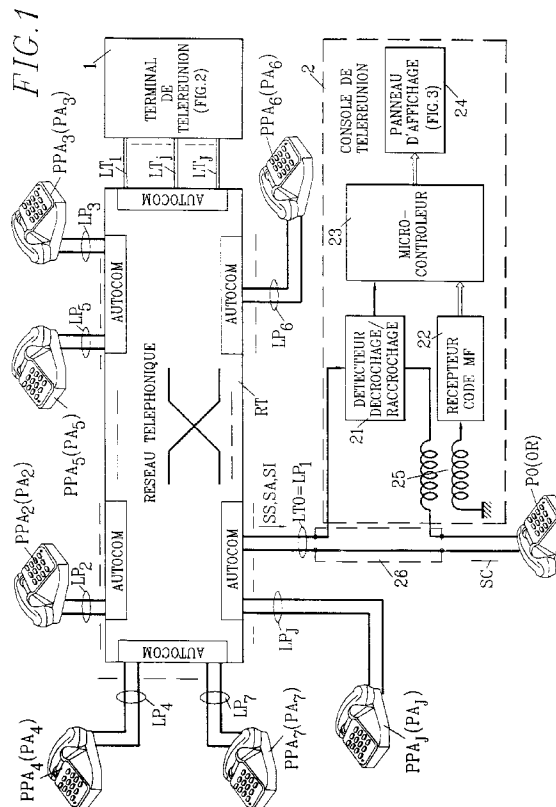 FIG.1
PPA3(PA3)
LP3
PPA5(PA5)
LP5
PPA2(PA2)
LP2
PPA4(PA4)
LP4
PPA7(PA7)
LP7
PPAJ(PAJ)
LPJ
PPA6(PA6)
LP6
AUTOCOM
AUTOCOM
AUTOCOM
AUTOCOM
AUTOCOM
AUTOCOM
RESEAU TELEPHONIQUE
RT
LT1
LTj
LTJ
1
TERMINAL
DE
TELEREUNION
(FIG.2)
SS,SA,SI
LTO=LP1
2
CONSOLE DE
TELEREUNION
21
DETECTEUR
DECROCHAGE/
RACCROCHAGE
22
RECEPTEUR
CODE MF
23
MICRO-
CONTROLEUR
24
PANNEAU
D'AFFICHAGE
(FIG.3)
25
26
SC
PO(OR)